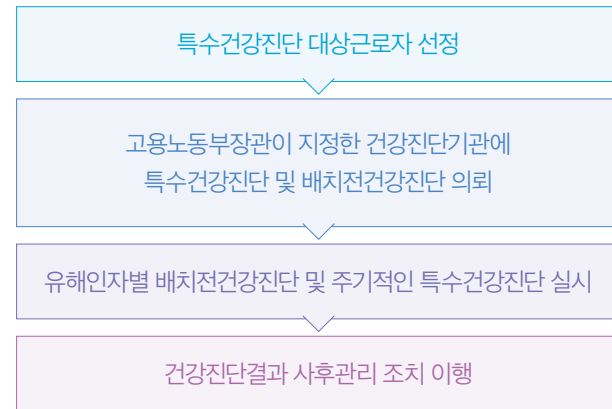 특수건강진단 대상근로자 선정
고용노동부장관이 지정한 건강진단기관에
특수건강진단 및 배치전건강진단 의뢰
유해인자별 배치전건강진단 및 주기적인 특수건강진단 실시
건강진단결과 사후관리 조치 이행